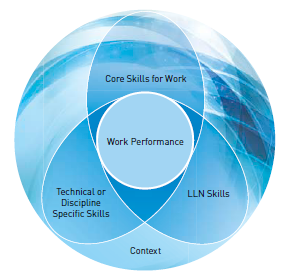 Core Skills for Work
Work Performance
Technical or
Discipline
Specific Skills
LLN Skills
Context